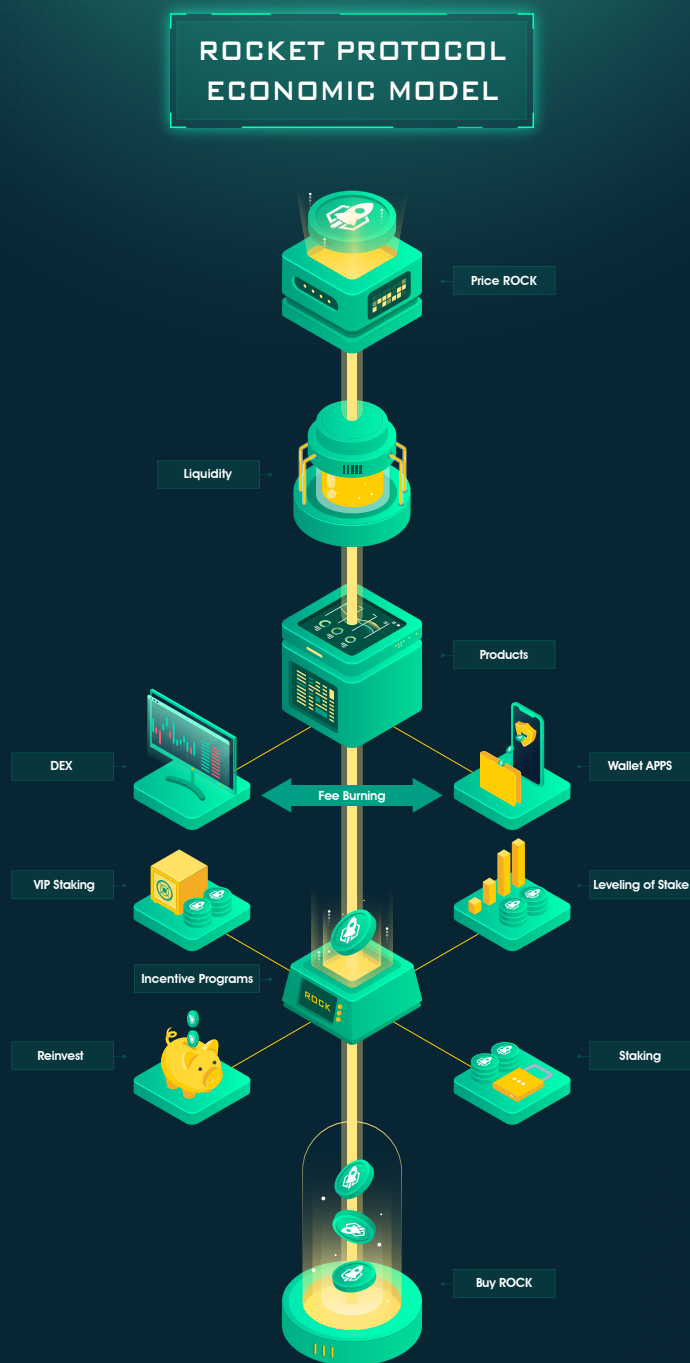 ROCKET PROTOCOL
ECONOMIC MODEL
Price ROCK
Liquidity
Products
DEX
Wallet APPS
Fee Burning
VIP Staking
Leveling of Stake
Incentive Programs
ROCK
Reinvest
Staking
Buy ROCK